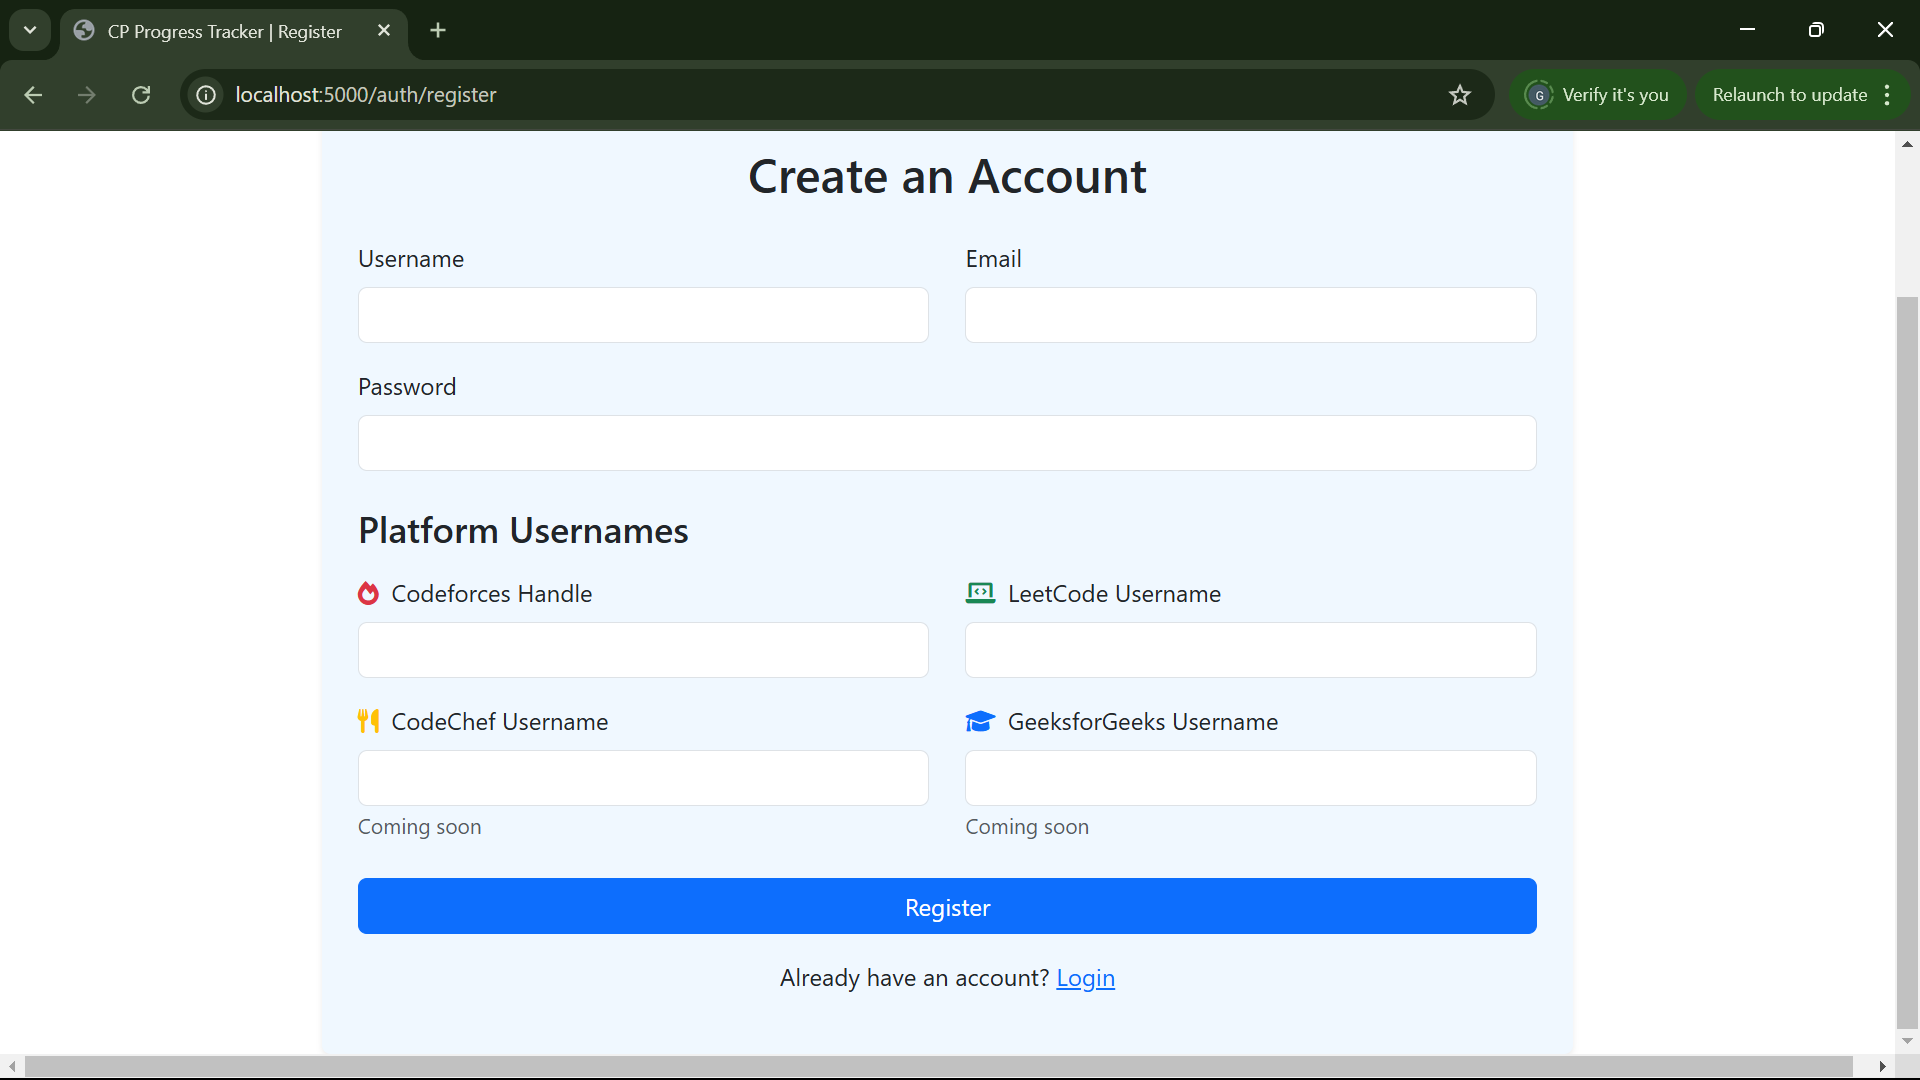 CP Progress Tracker | Register
localhost:5000/auth/register
G Verify it's you
Relaunch to update
Create an Account
Username Email
Password
Platform Usernames
Codeforces Handle LeetCode Username
CodeChef Username GeeksforGeeks Username
Coming soon Coming soon
Register
Already have an account? Login